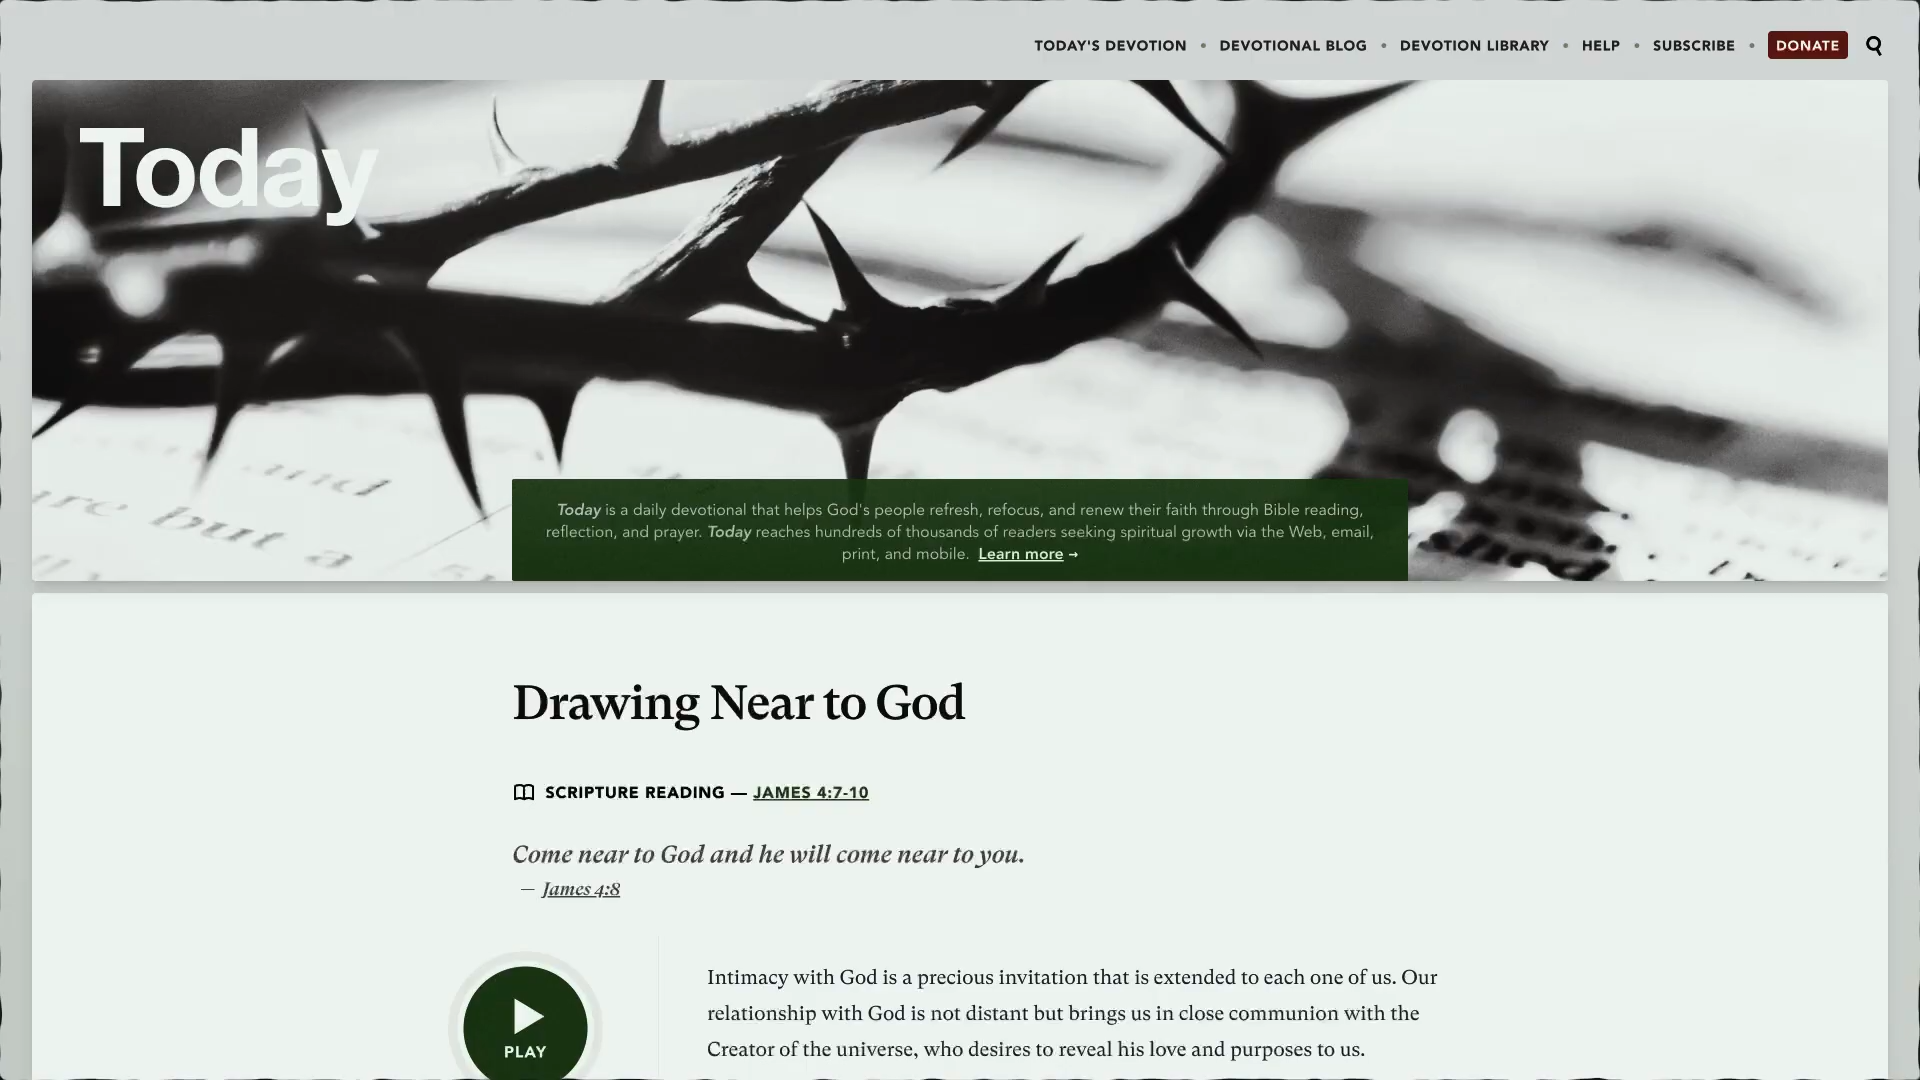 TODAY'S DEVOTION • DEVOTIONAL BLOG • DEVOTION LIBRARY • HELP • SUBSCRIBE • DONATE
Today
and
are but a
Today is a daily devotional that helps God's people refresh, refocus, and renew their faith through Bible reading,
reflection, and prayer. Today reaches hundreds of thousands of readers seeking spiritual growth via the Web, email,
print, and mobile. Learn more →
Drawing Near to God
SCRIPTURE READING — JAMES 4:7-10
Come near to God and he will come near to you.
— James 4:8
PLAY
Intimacy with God is a precious invitation that is extended to each one of us. Our
relationship with God is not distant but brings us in close communion with the
Creator of the universe, who desires to reveal his love and purposes to us.